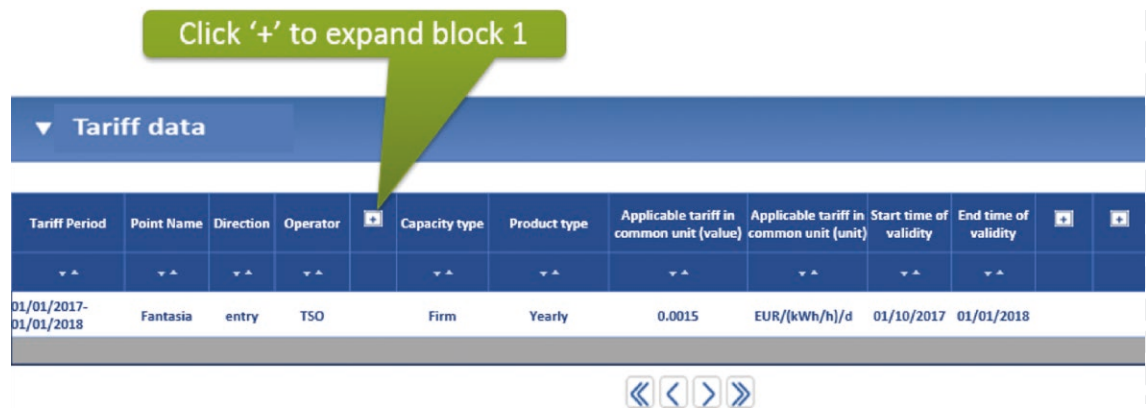 Click ‘+’ to expand block 1
▼ Tariff data
Tariff Period Point Name Direction Operator + Capacity type Product type Applicable tariff in common unit (value) Applicable tariff in common unit (unit) Start time of validity End time of validity + +
01/01/2017-01/01/2018 Fantasia entry TSO Firm Yearly 0.0015 EUR/(kWh/h)/d 01/10/2017 01/01/2018